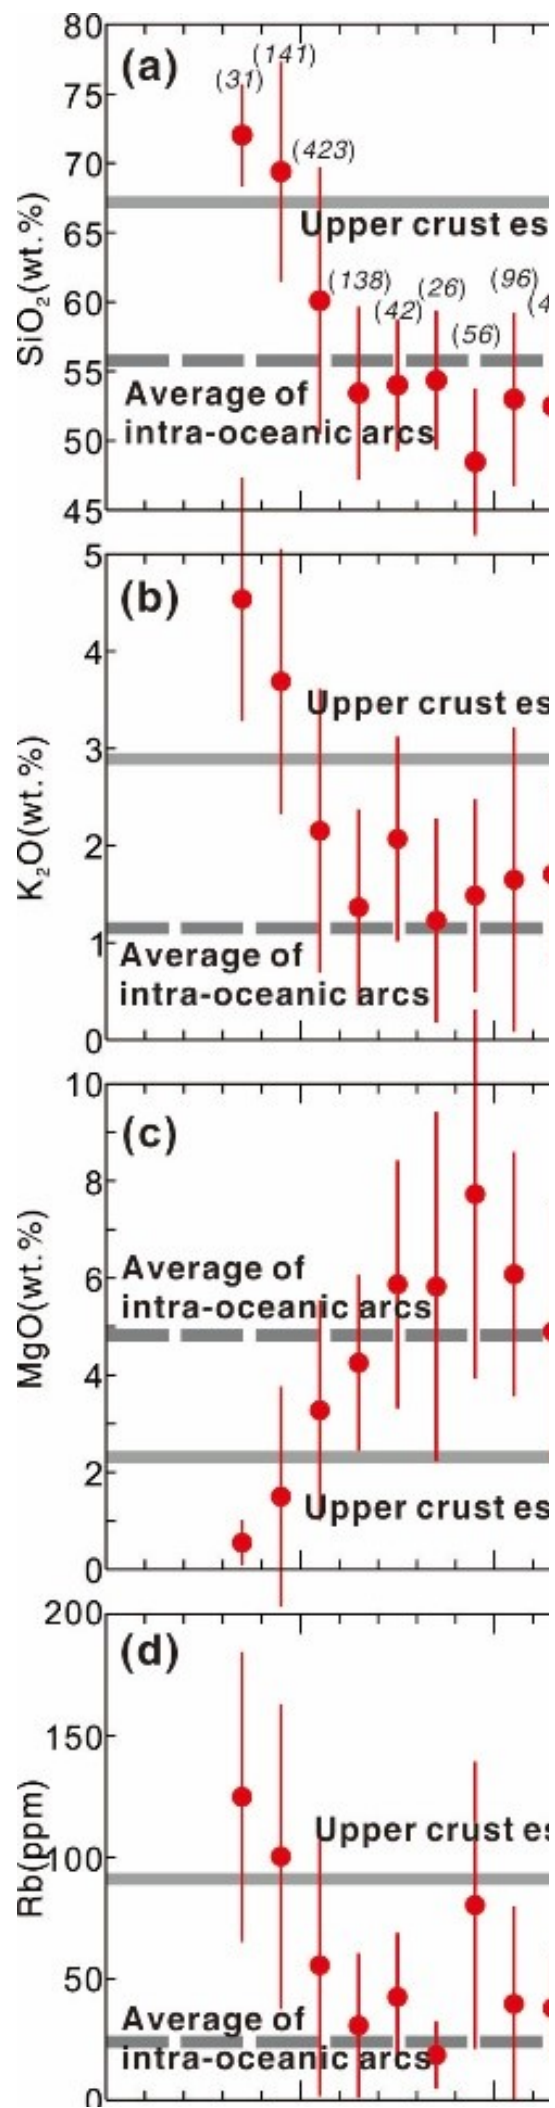 80
(a)
(141)
(31)
75
70
(423)
65
Upper crust es
SiO₂(wt.%)
60
(138)
(42)
(26)
(56)
(96)
(4
55
Average of
intra-oceanic arcs
50
45
5
(b)
4
Upper crust es
3
K₂O(wt.%)
2
1
Average of
intra-oceanic arcs
0
10
(c)
8
Average of
intra-oceanic arcs
6
MgO(wt.%)
4
2
Upper crust es
0
200
(d)
150
Upper crust es
100
Rb(ppm)
50
Average of
intra-oceanic arcs
0